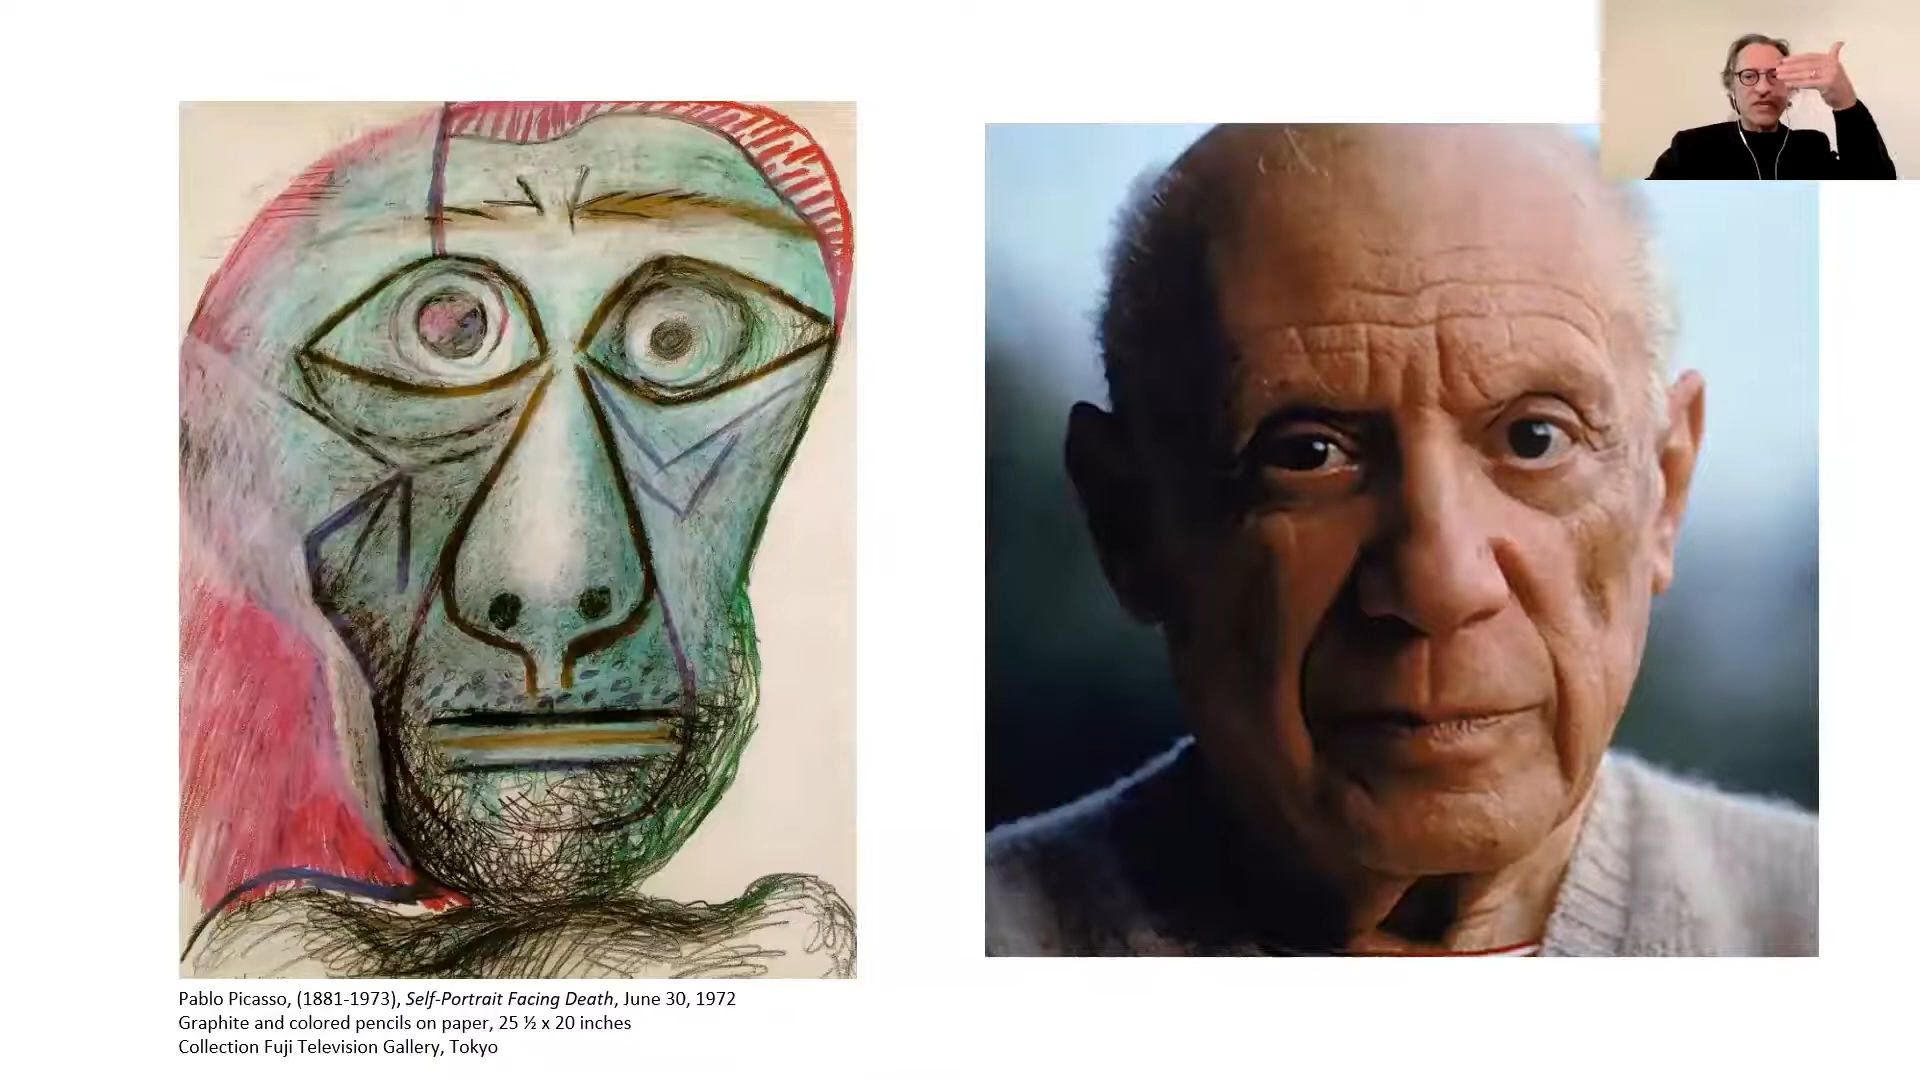 Pablo Picasso, (1881-1973), Self-Portrait Facing Death, June 30, 1972
Graphite and colored pencils on paper, 25 ½ x 20 inches
Collection Fuji Television Gallery, Tokyo